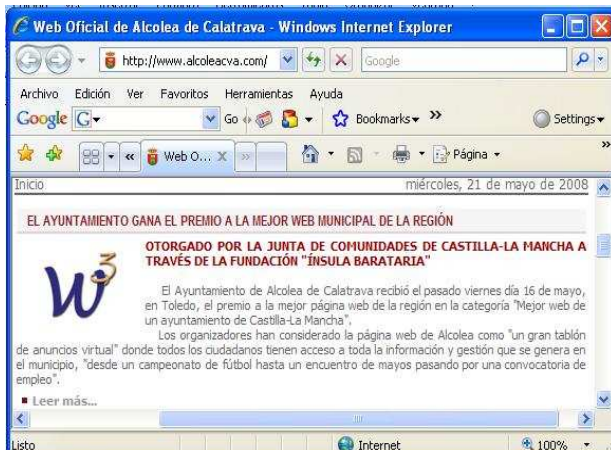 Web Oficial de Alcolea de Calatrava - Windows Internet Explorer
http://www.alcoleacva.com/
Google
Archivo Edición Ver Favoritos Herramientas Ayuda
Google G Go Bookmarks » Settings
« Web O... X » Página »
Inicio miércoles, 21 de mayo de 2008
EL AYUNTAMIENTO GANA EL PREMIO A LA MEJOR WEB MUNICIPAL DE LA REGIÓN
W3
OTORGADO POR LA JUNTA DE COMUNIDADES DE CASTILLA-LA MANCHA A
TRAVÉS DE LA FUNDACIÓN "ÍNSULA BARATARIA"
El Ayuntamiento de Alcolea de Calatrava recibió el pasado viernes día 16 de mayo,
en Toledo, el premio a la mejor página web de la región en la categoría "Mejor web de
un ayuntamiento de Castilla-La Mancha".
Los organizadores han considerado la página web de Alcolea como "un gran tablón
de anuncios virtual" donde todos los ciudadanos tienen acceso a toda la información y gestión que se genera en
el municipio, "desde un campeonato de fútbol hasta un encuentro de mayos pasando por una convocatoria de
empleo".
Leer más...
Listo Internet 100%